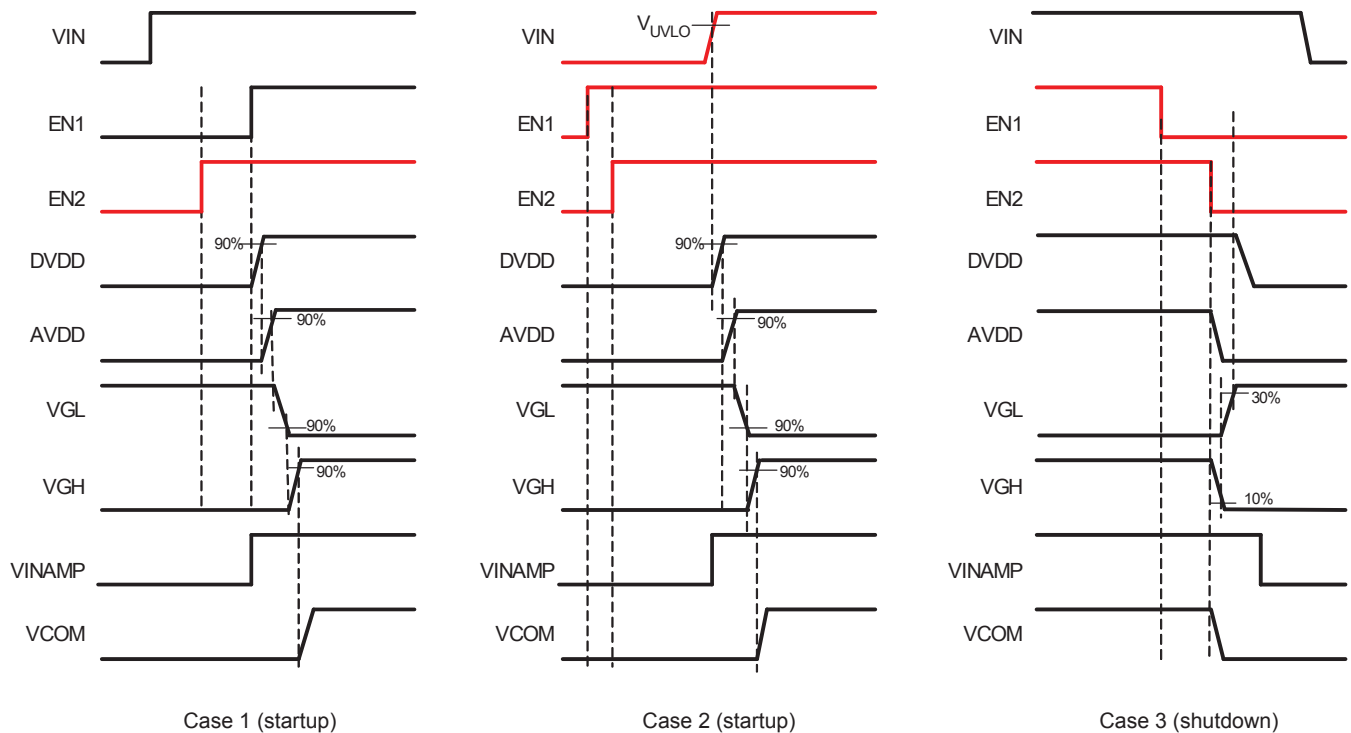 VIN
EN1
EN2
DVDD
90%
AVDD
90%
VGL
90%
VGH
90%
VINAMP
VCOM
Case 1 (startup)
VIN
VUVLO
EN1
EN2
DVDD
90%
AVDD
90%
VGL
90%
VGH
90%
VINAMP
VCOM
Case 2 (startup)
VIN
EN1
EN2
DVDD
AVDD
VGL
30%
VGH
10%
VINAMP
VCOM
Case 3 (shutdown)